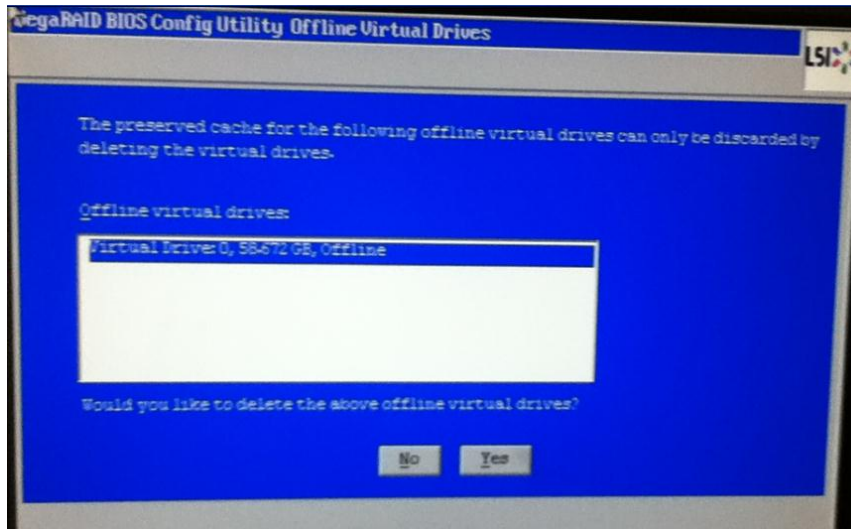 MegaRAID BIOS Config Utility Offline Virtual Drives
LSI
The preserved cache for the following offline virtual drives can only be discarded by
deleting the virtual drives.
Offline virtual drives:
Virtual Drive: 0, 58.672 GB, Offline
Would you like to delete the above offline virtual drives?
No
Yes